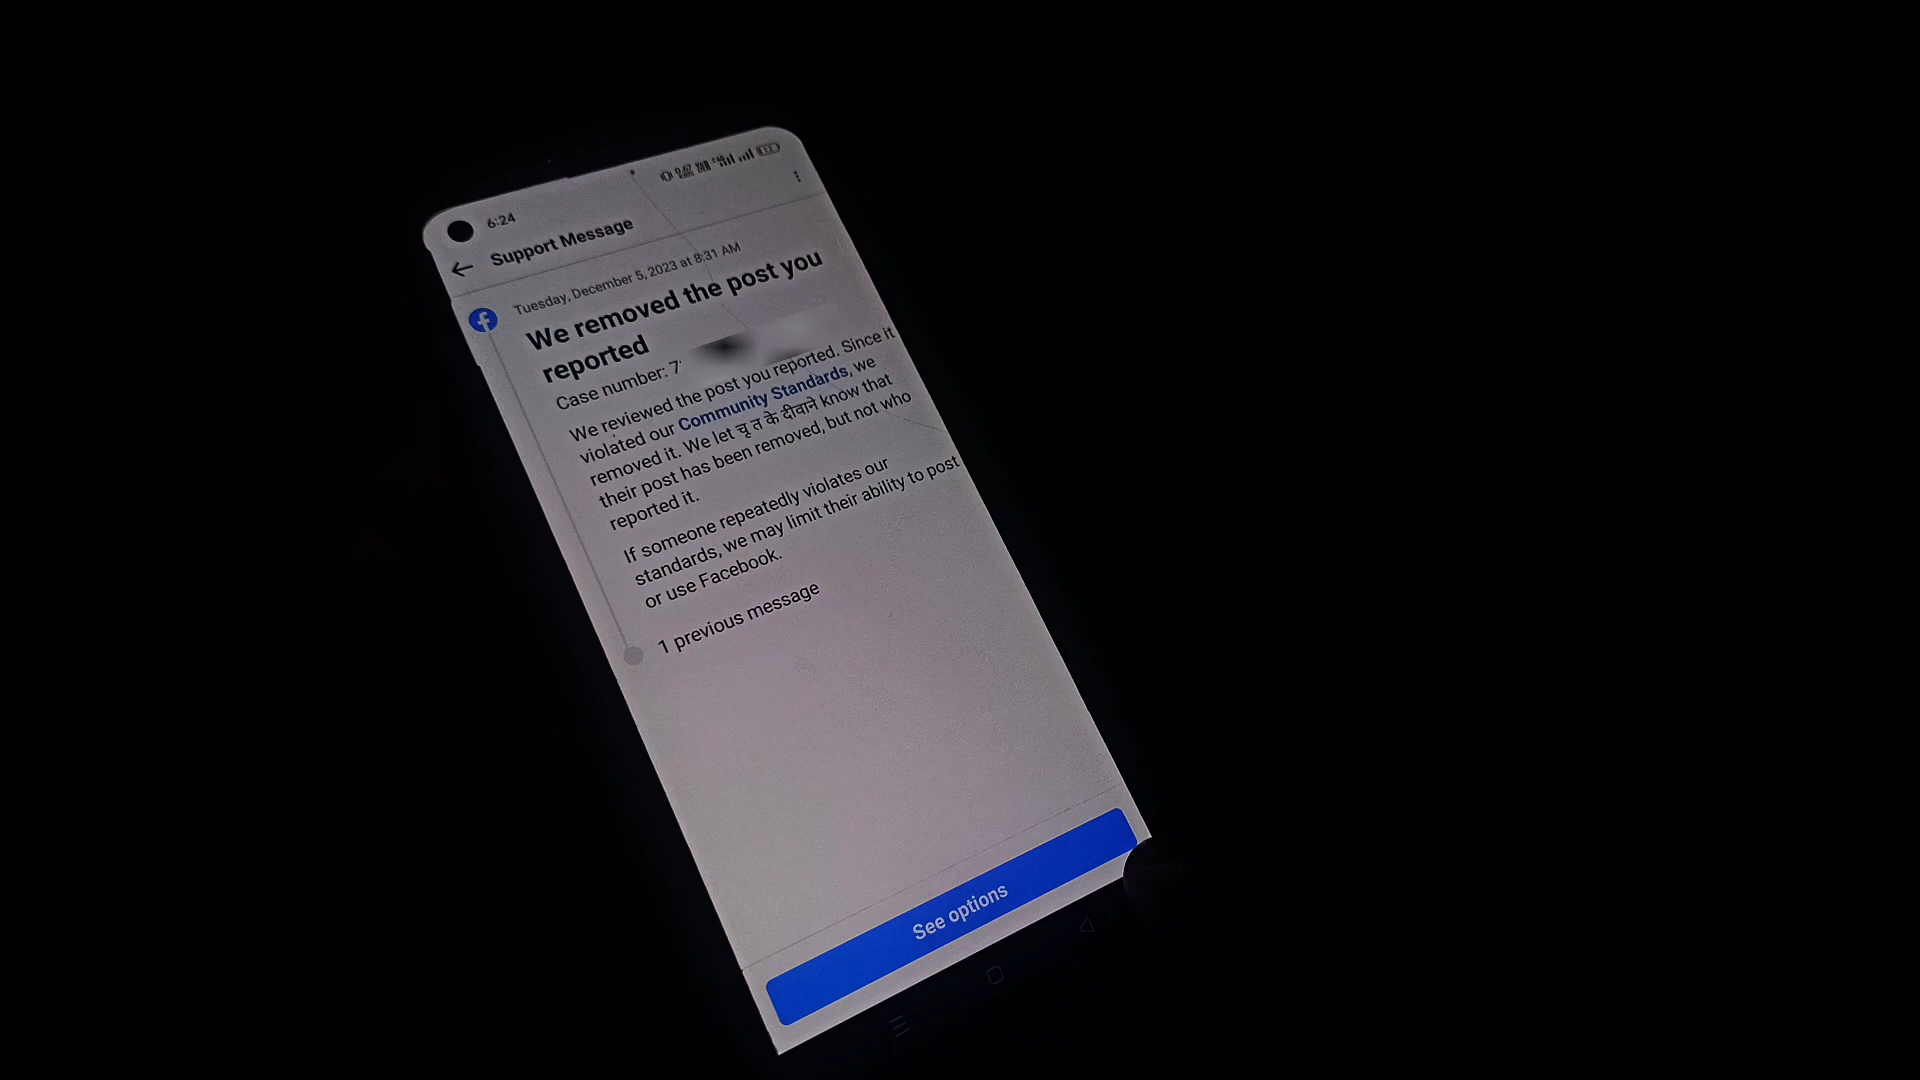 6:24
Support Message
Tuesday, December 5, 2023 at 8:31 AM
We removed the post you
reported
Case number: 7
We reviewed the post you reported. Since it
violated our Community Standards, we
removed it. We let चू त के दीवाने know that
their post has been removed, but not who
reported it.
If someone repeatedly violates our
standards, we may limit their ability to post
or use Facebook.
1 previous message
See options